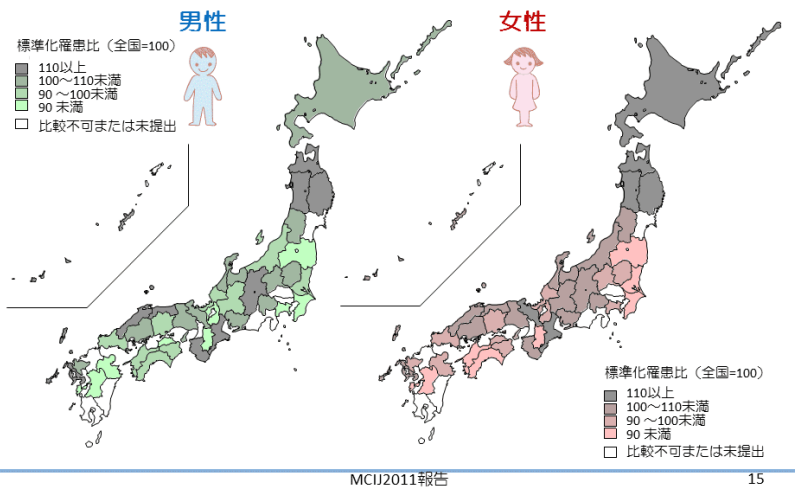 男性
女性
標準化罹患比（全国=100）
110以上
100～110未満
90 ～100未満
90 未満
比較不可または未提出
標準化罹患比（全国=100）
110以上
100～110未満
90 ～100未満
90 未満
比較不可または未提出
MCIJ2011報告
15